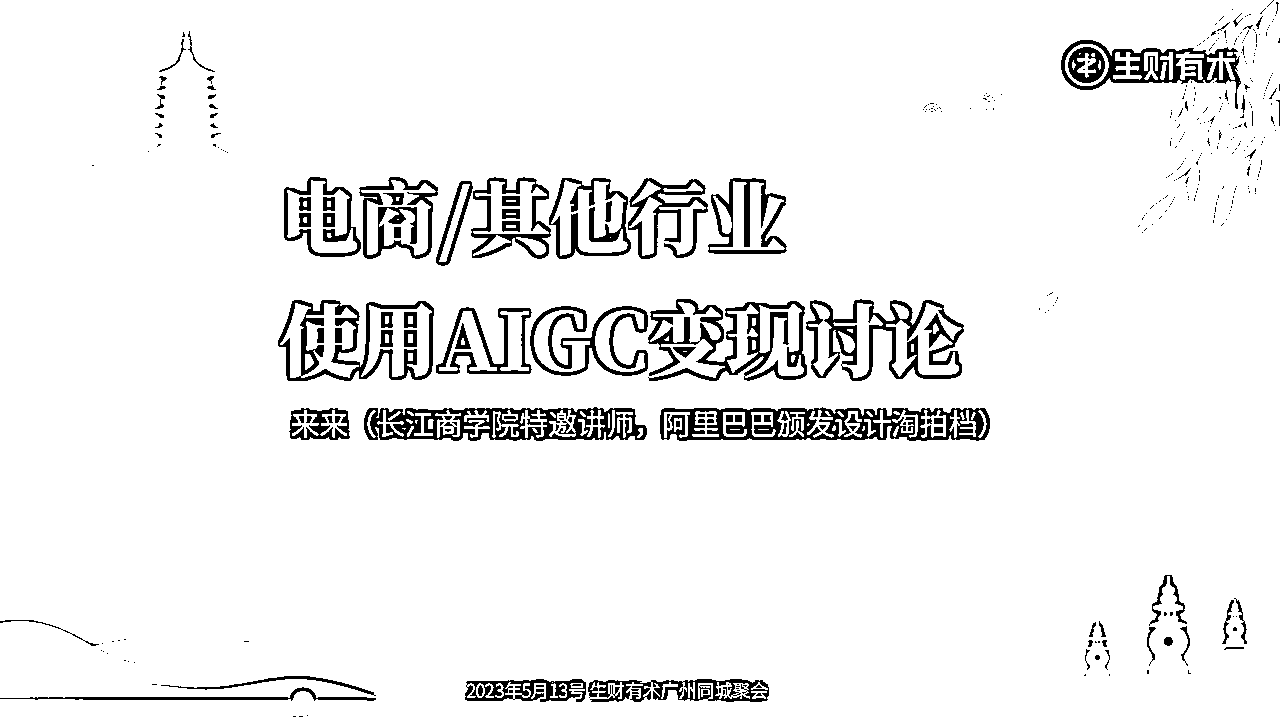 生财有术
电商/其他行业
使用AIGC变现讨论
来来（长江商学院特邀讲师，阿里巴巴颁发设计淘拍档）
2023年5月13号 生财有术广州同城聚会